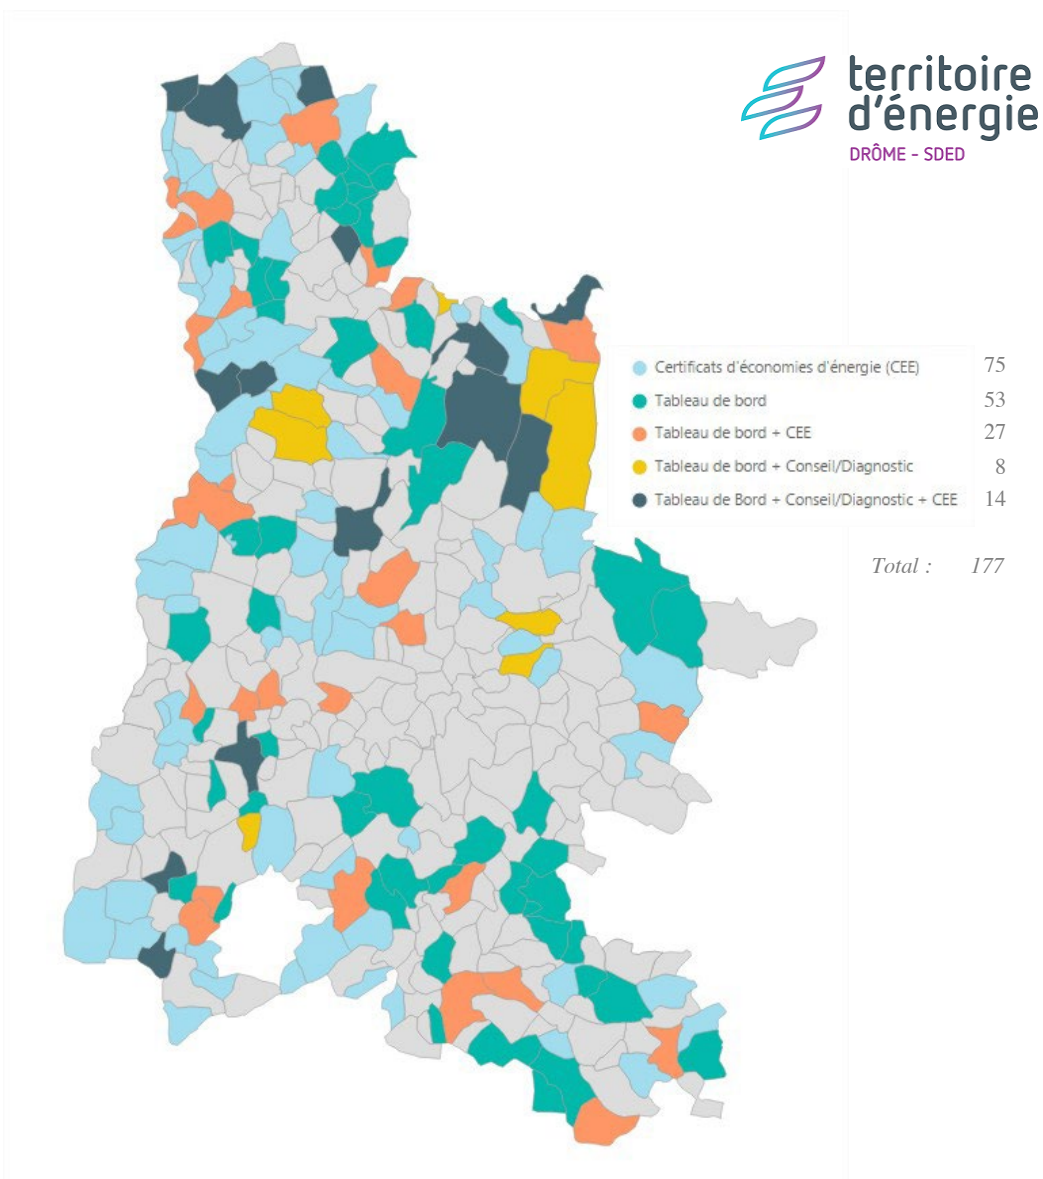 territoire
d'énergie
DRÔME - SDED
Certificats d'économies d'énergie (CEE) 75
Tableau de bord 53
Tableau de bord + CEE 27
Tableau de bord + Conseil/Diagnostic 8
Tableau de Bord + Conseil/Diagnostic + CEE 14
Total : 177